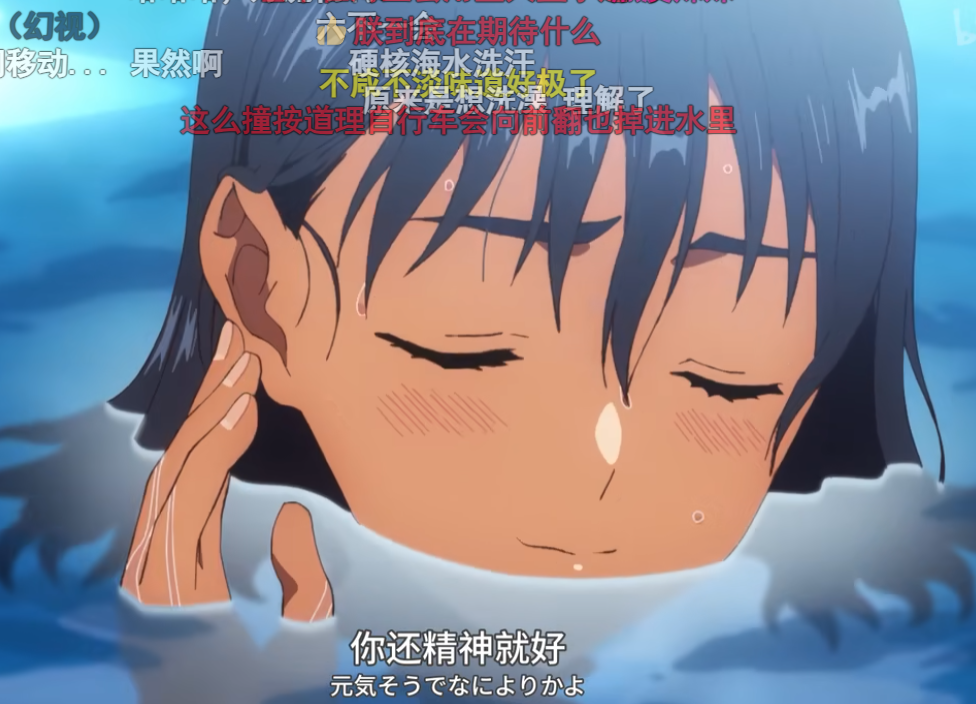 （幻视）
朕到底在期待什么
移动... 果然啊
硬核海水洗汗
不咸不淡味道好极了
原来是想洗澡 理解了
这么撞按道理自行车会向前翻也掉进水里
你还精神就好
元気そうでなによりかよ